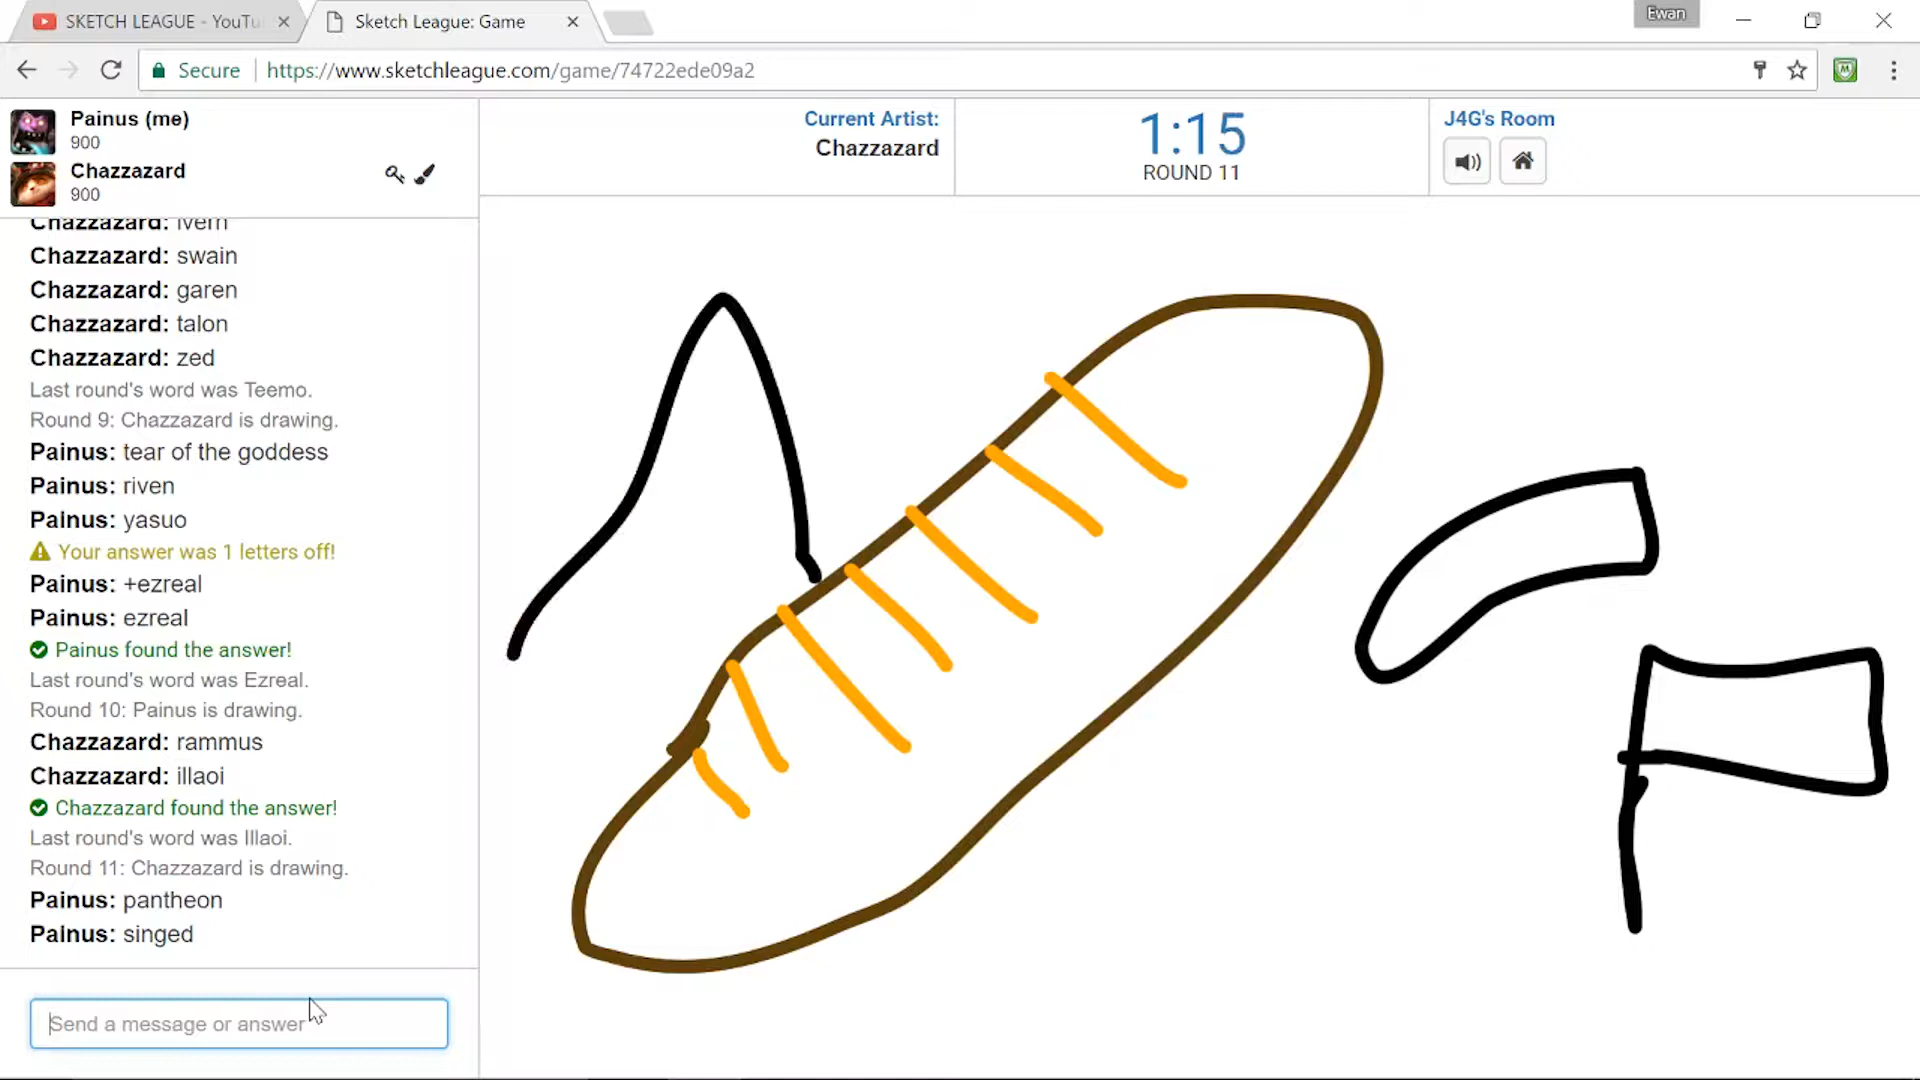 SKETCH LEAGUE - YouTu
Sketch League: Game
Ewan
Secure
https://www.sketchleague.com/game/74722ede09a2
Painus (me)
900
Chazzazard
900
Current Artist:
Chazzazard
1:15
ROUND 11
J4G's Room
Chazzazard: ivern
Chazzazard: swain
Chazzazard: garen
Chazzazard: talon
Chazzazard: zed
Last round's word was Teemo.
Round 9: Chazzazard is drawing.
Painus: tear of the goddess
Painus: riven
Painus: yasuo
Your answer was 1 letters off!
Painus: +ezreal
Painus: ezreal
Painus found the answer!
Last round's word was Ezreal.
Round 10: Painus is drawing.
Chazzazard: rammus
Chazzazard: illaoi
Chazzazard found the answer!
Last round's word was Illaoi.
Round 11: Chazzazard is drawing.
Painus: pantheon
Painus: singed
Send a message or answer